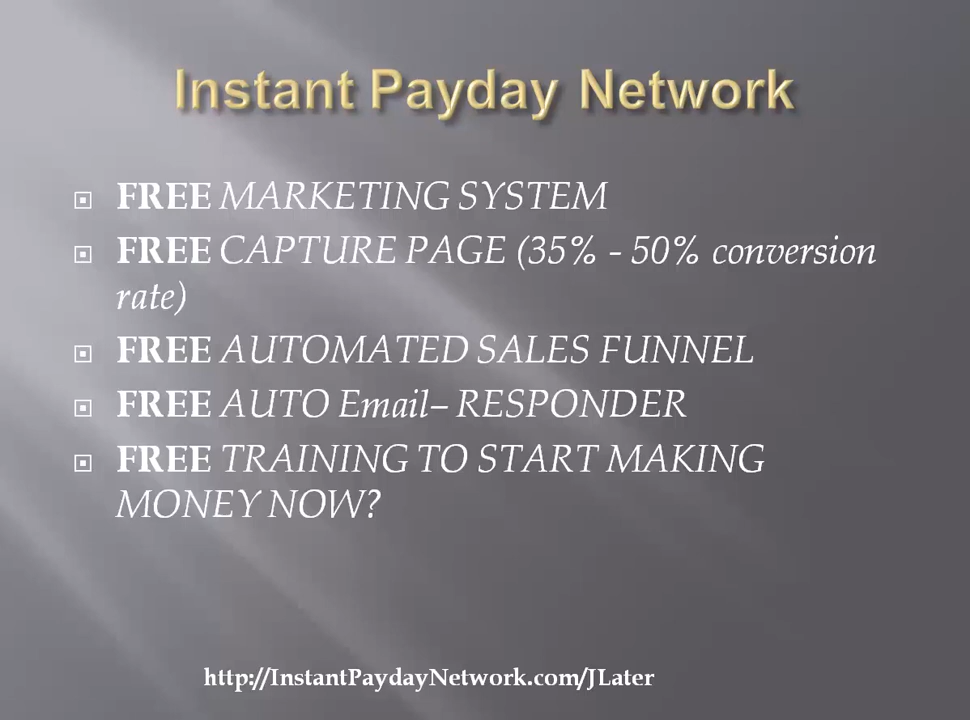 Instant Payday Network
FREE MARKETING SYSTEM
FREE CAPTURE PAGE (35% - 50% conversion
rate)
FREE AUTOMATED SALES FUNNEL
FREE AUTO Email– RESPONDER
FREE TRAINING TO START MAKING
MONEY NOW?
http://InstantPaydayNetwork.com/JLater